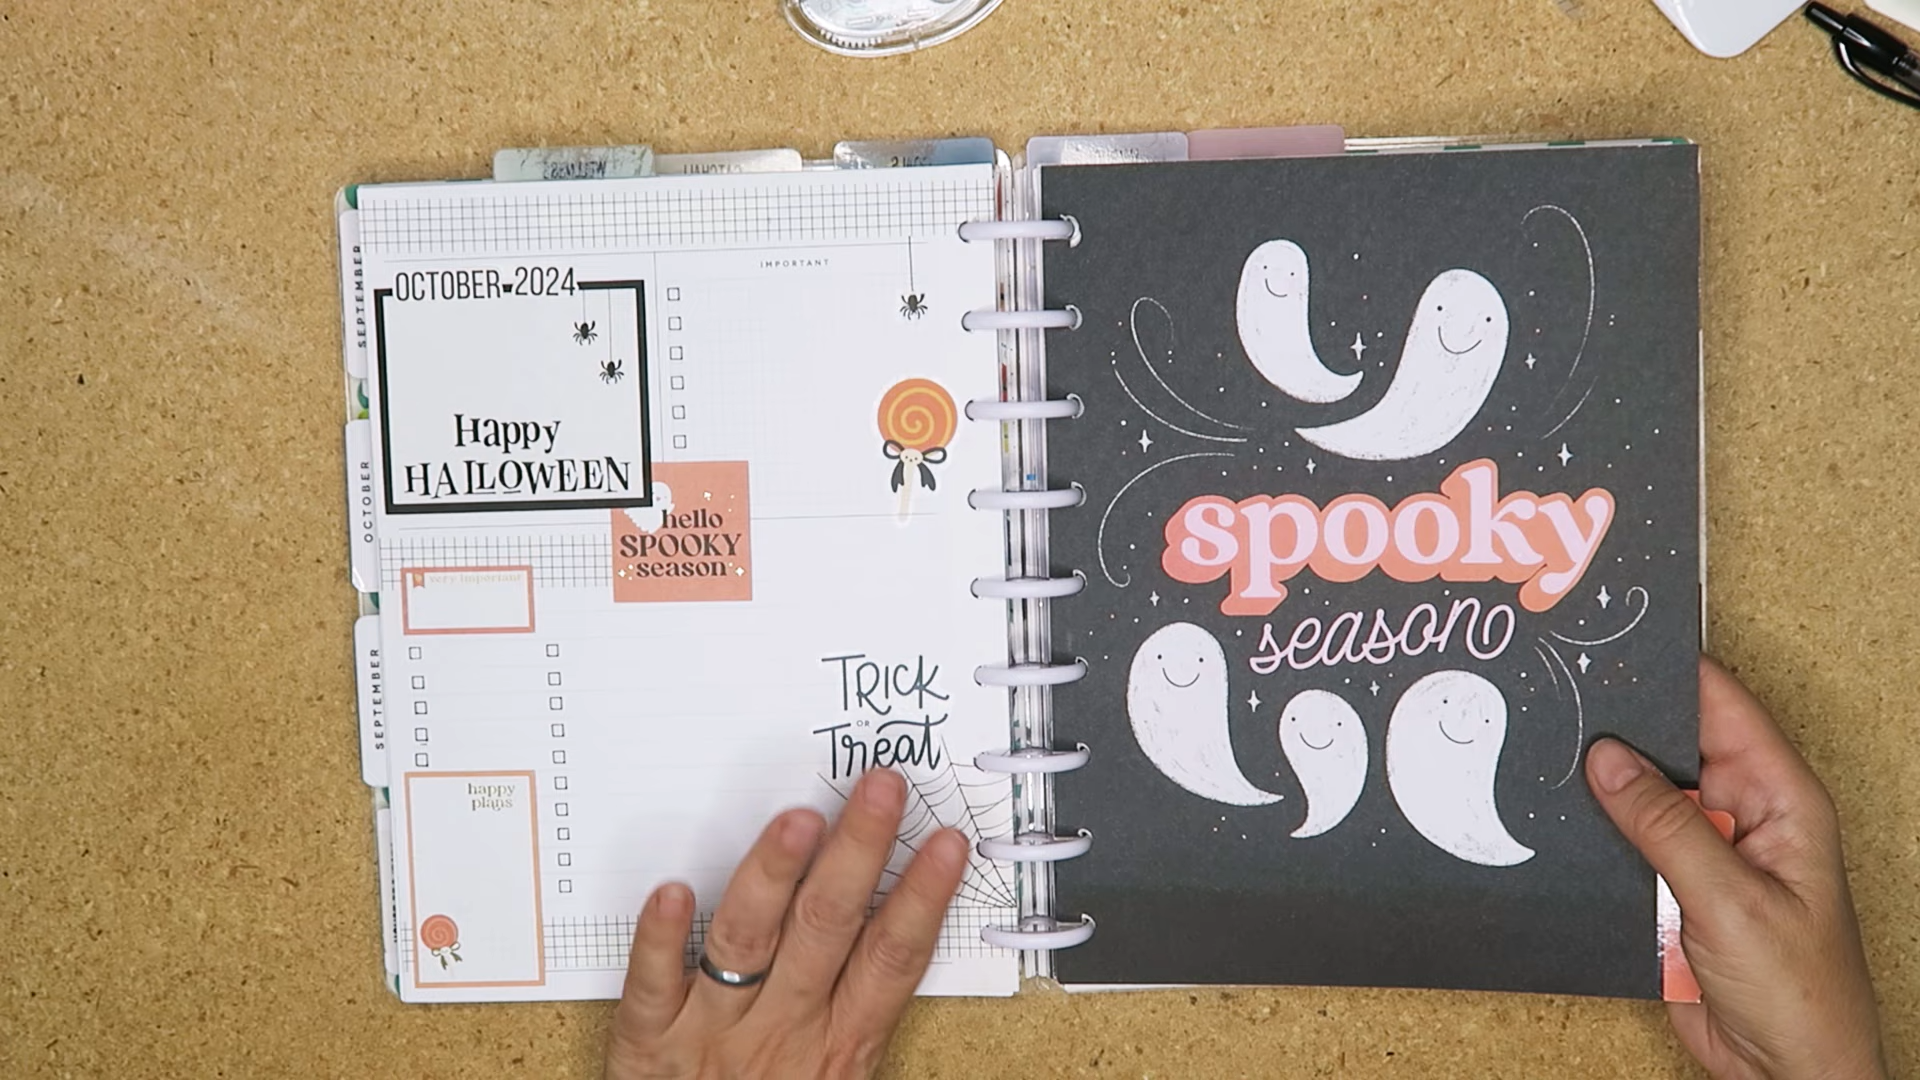 SEPTEMBER
OCTOBER
SEPTEMBER
OCTOBER-2024
Happy
HALLOWEEN
IMPORTANT
hello
SPOOKY
season
very important
happy
plans
TRICK
OR
Treat
spooky
season